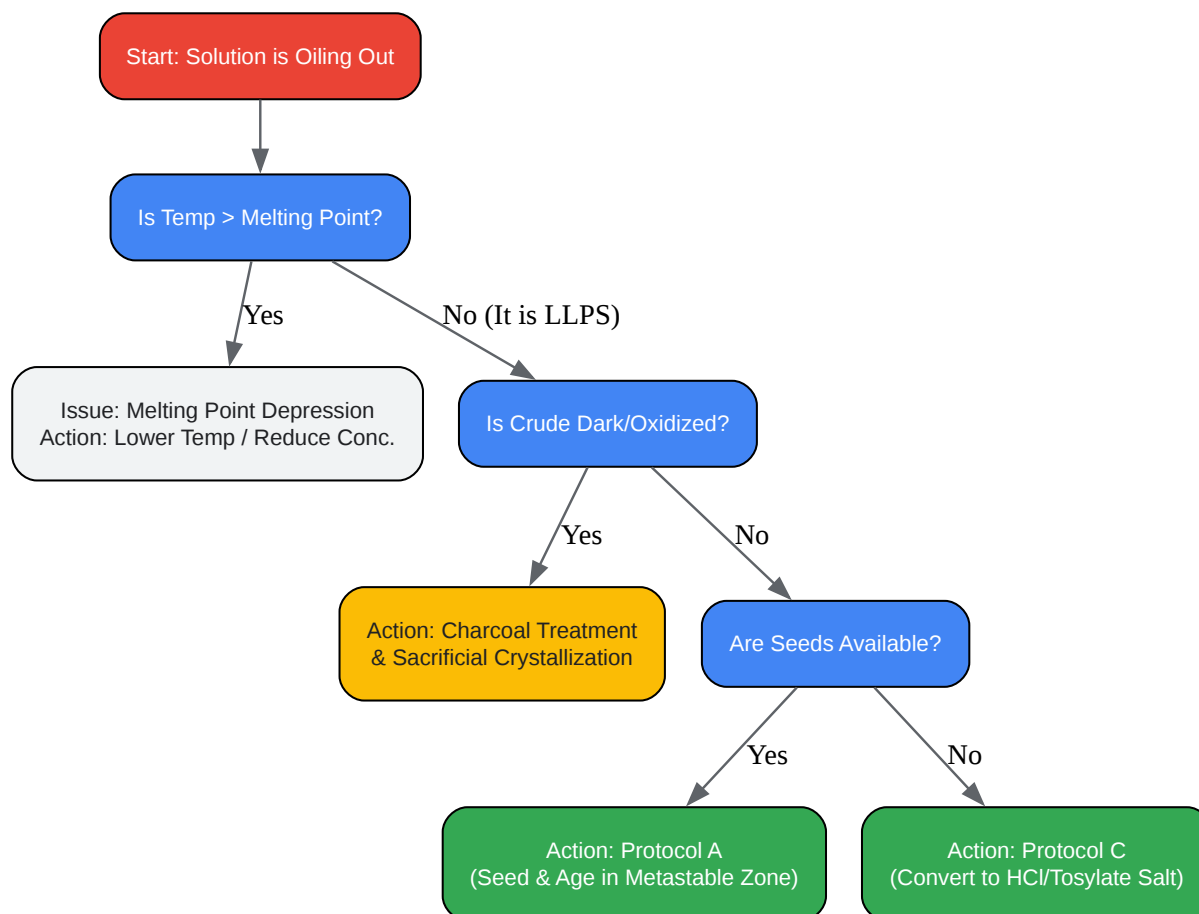 Start: Solution is Oiling Out
Is Temp > Melting Point?
Yes
No (It is LLPS)
Issue: Melting Point Depression
Action: Lower Temp / Reduce Conc.
Is Crude Dark/Oxidized?
Yes
No
Action: Charcoal Treatment
& Sacrificial Crystallization
Are Seeds Available?
Yes
No
Action: Protocol A
(Seed & Age in Metastable Zone)
Action: Protocol C
(Convert to HCl/Tosylate Salt)